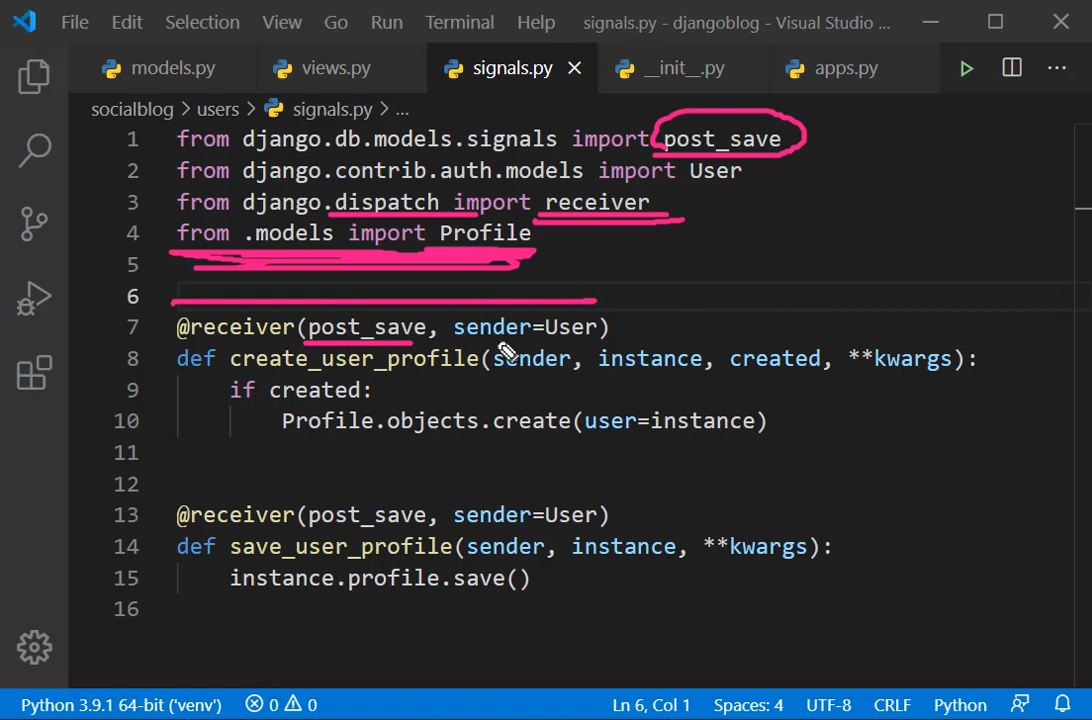 File Edit Selection View Go Run Terminal Help signals.py - djangoblog - Visual Studio ...
models.py views.py signals.py __init__.py apps.py
socialblog > users > signals.py > ...
1 from django.db.models.signals import post_save
2 from django.contrib.auth.models import User
3 from django.dispatch import receiver
4 from .models import Profile
5
6
7 @receiver(post_save, sender=User)
8 def create_user_profile(sender, instance, created, **kwargs):
9 if created:
10 Profile.objects.create(user=instance)
11
12
13 @receiver(post_save, sender=User)
14 def save_user_profile(sender, instance, **kwargs):
15 instance.profile.save()
16
Python 3.9.1 64-bit ('venv') 0 0 Ln 6, Col 1 Spaces: 4 UTF-8 CRLF Python